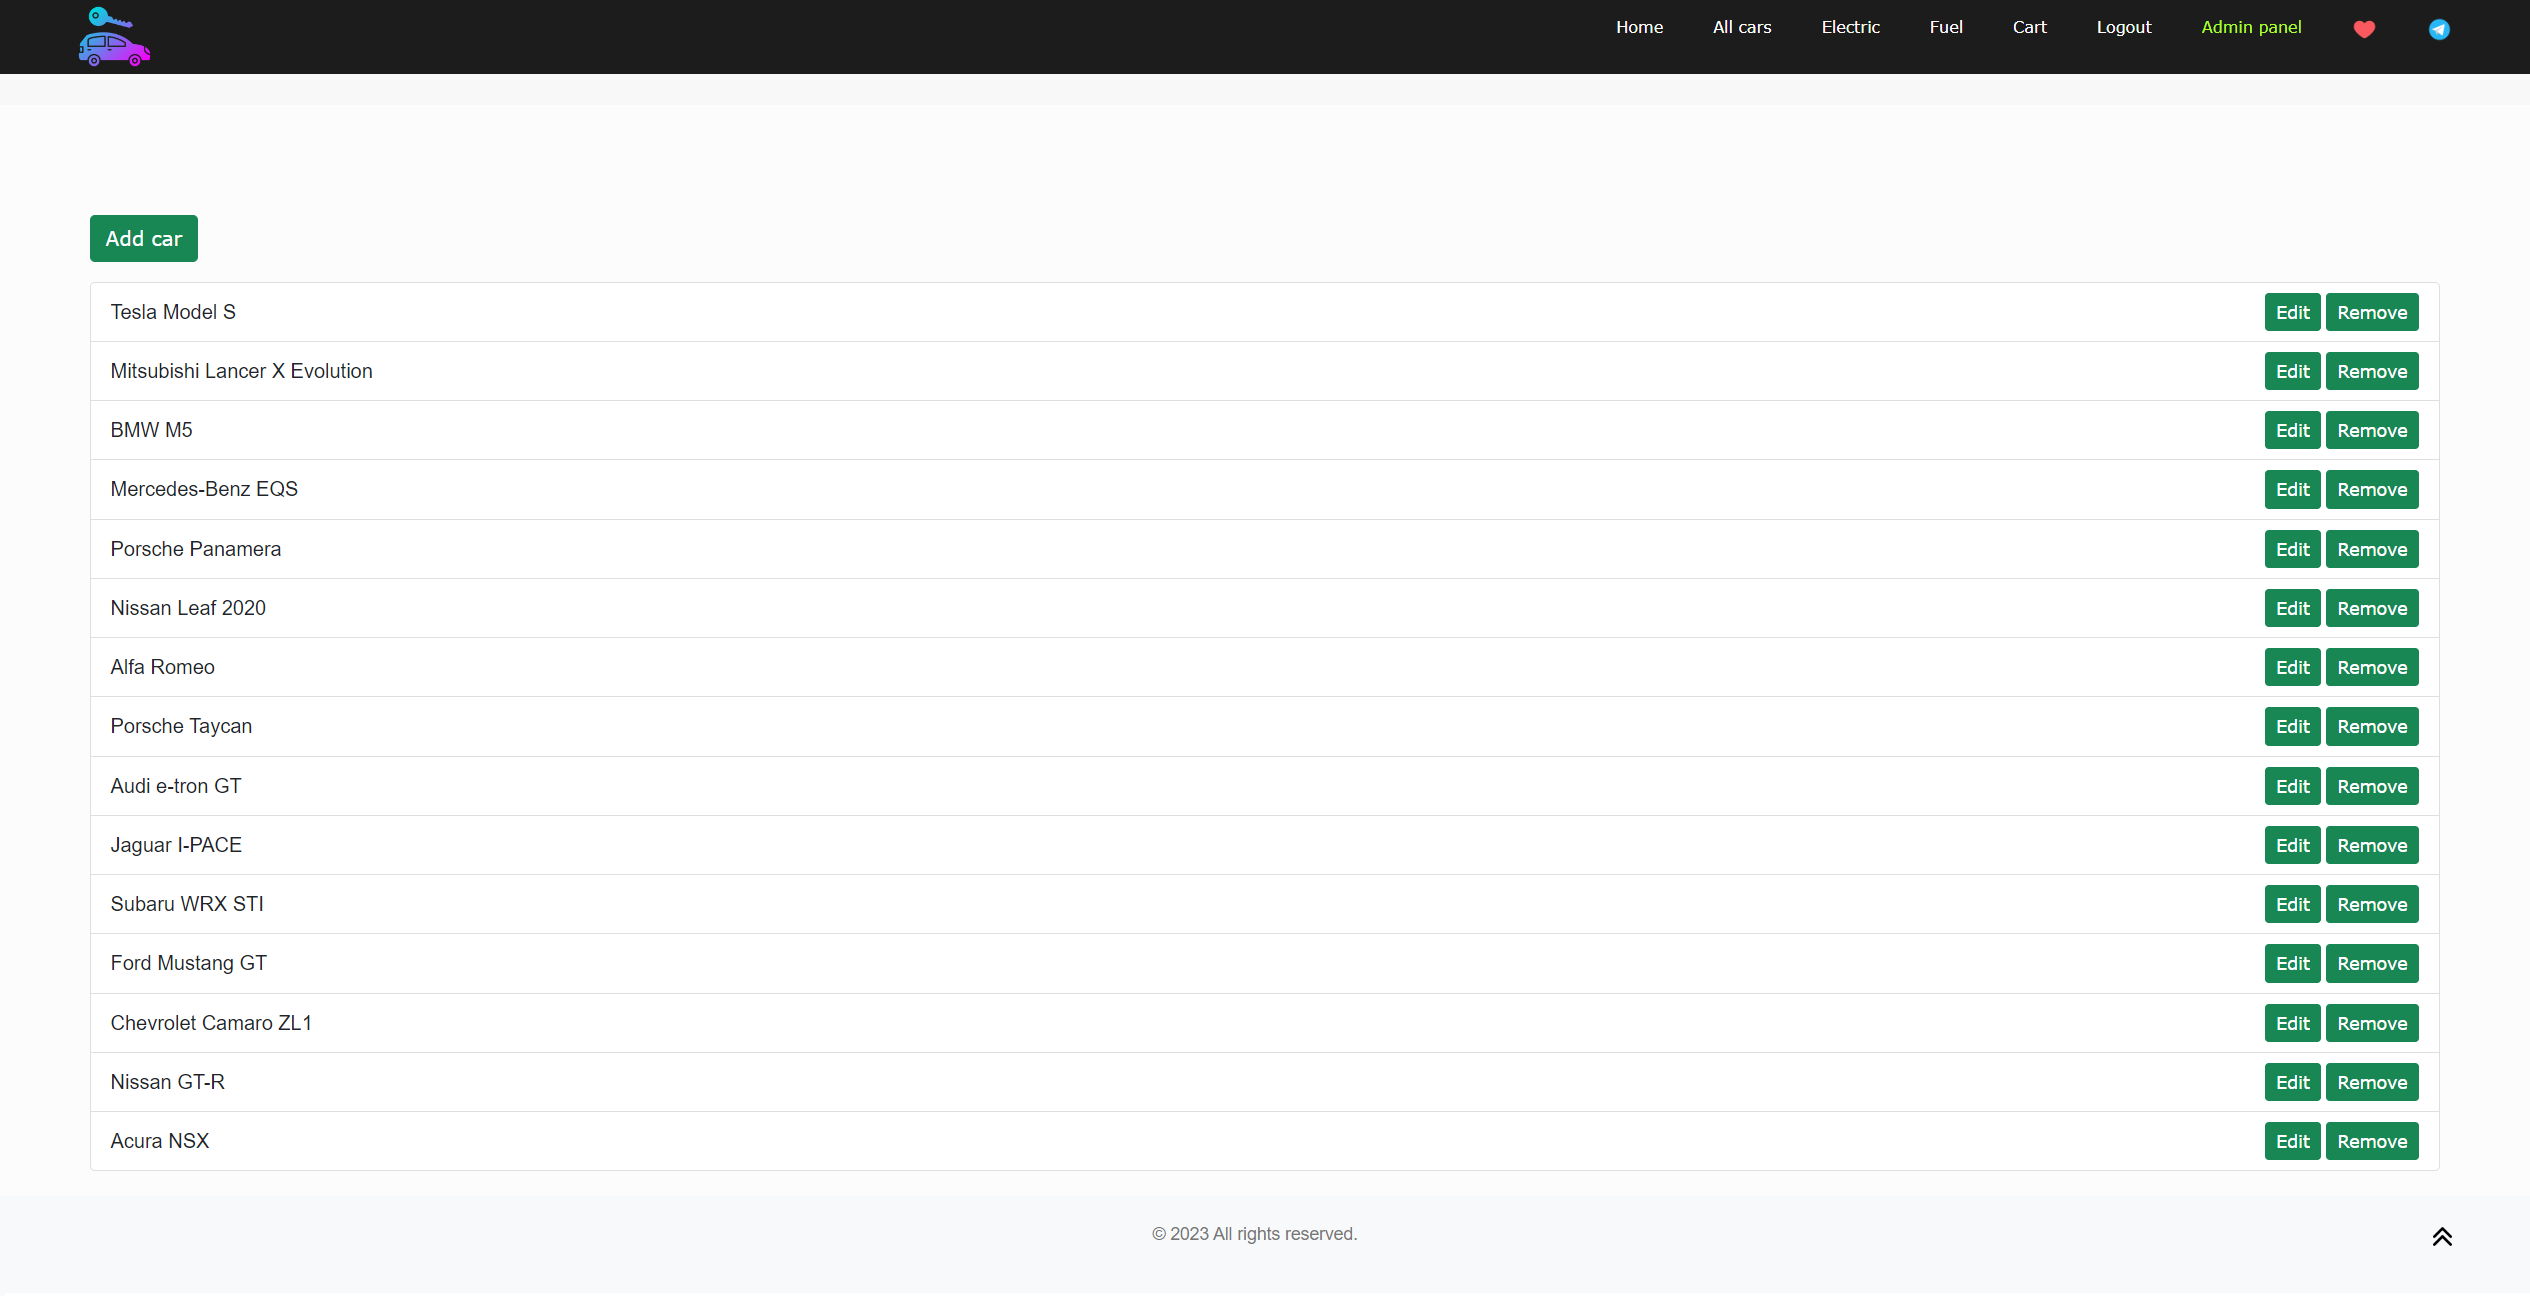 Home All cars Electric Fuel Cart Logout Admin panel
Add car
Tesla Model S Edit Remove
Mitsubishi Lancer X Evolution Edit Remove
BMW M5 Edit Remove
Mercedes-Benz EQS Edit Remove
Porsche Panamera Edit Remove
Nissan Leaf 2020 Edit Remove
Alfa Romeo Edit Remove
Porsche Taycan Edit Remove
Audi e-tron GT Edit Remove
Jaguar I-PACE Edit Remove
Subaru WRX STI Edit Remove
Ford Mustang GT Edit Remove
Chevrolet Camaro ZL1 Edit Remove
Nissan GT-R Edit Remove
Acura NSX Edit Remove
© 2023 All rights reserved.